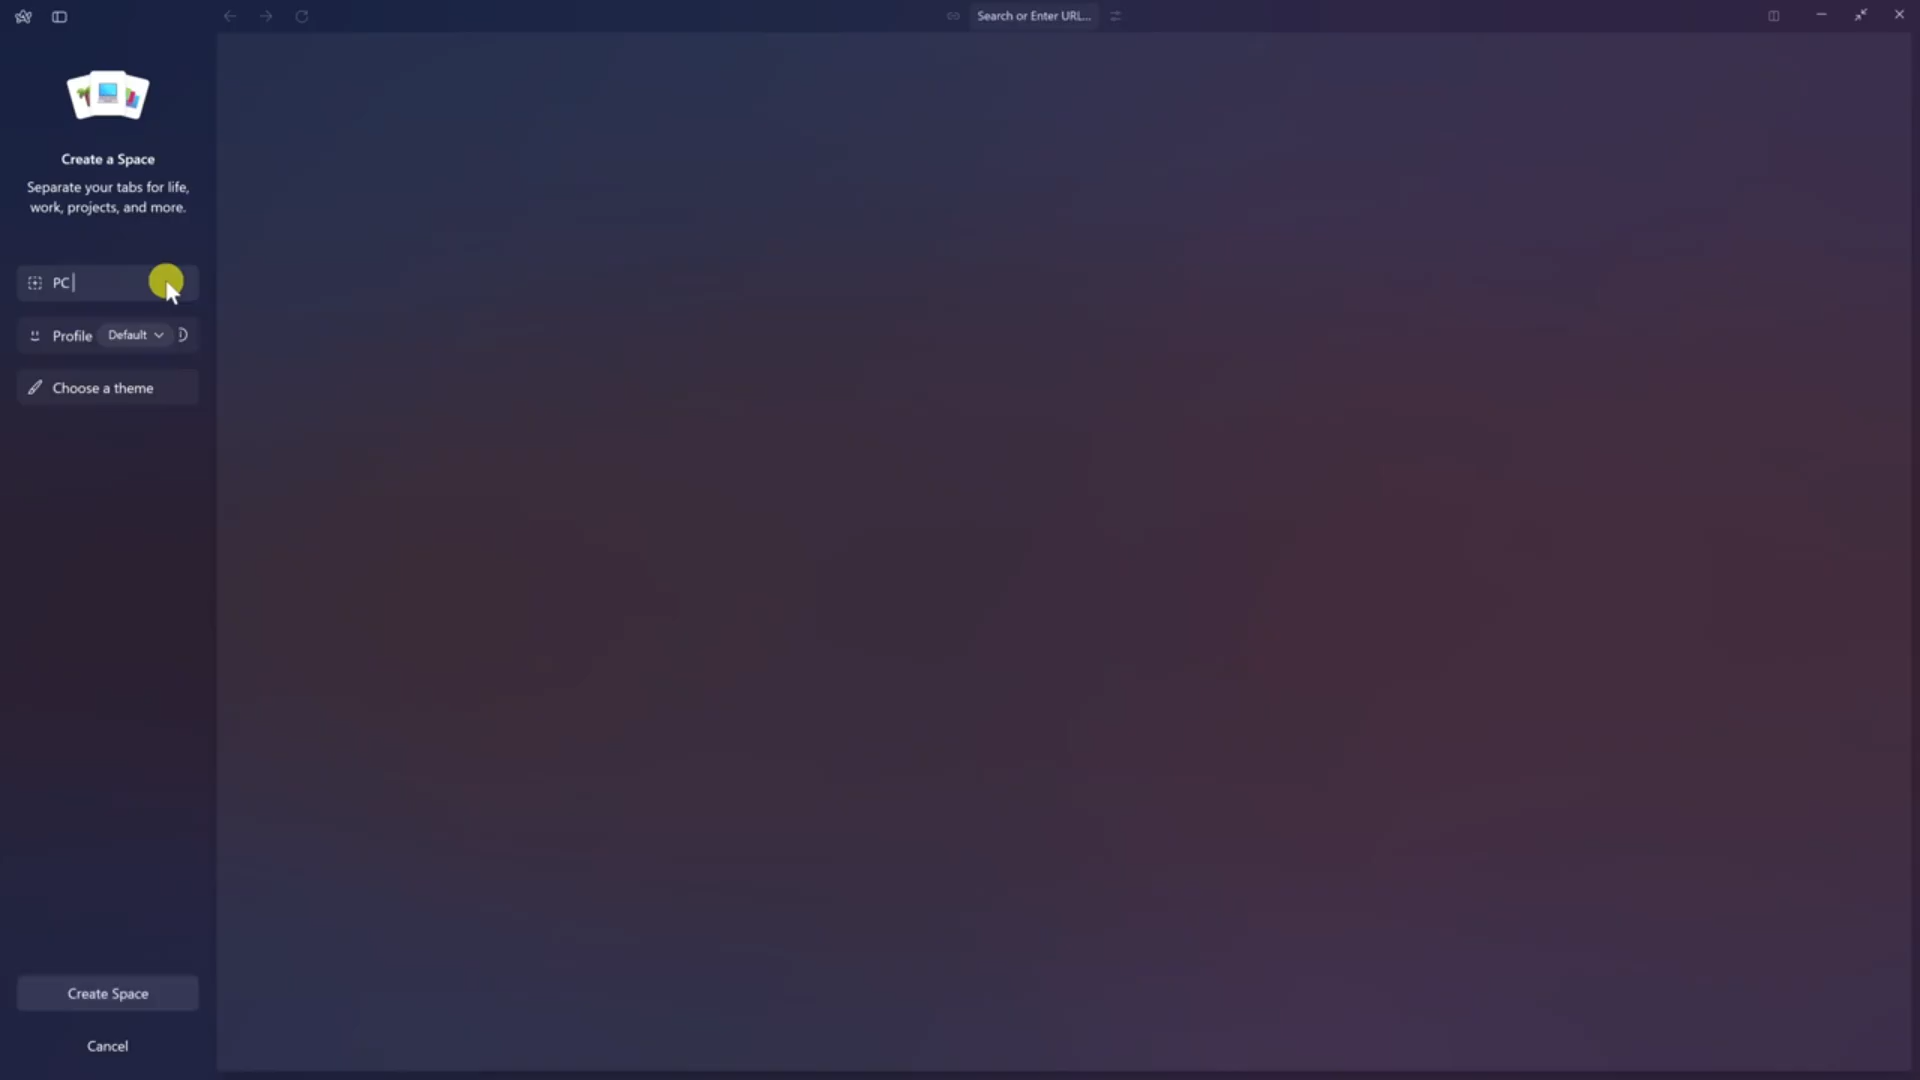 Search or Enter URL...
Create a Space
Separate your tabs for life,
work, projects, and more.
PC
Profile Default
Choose a theme
Create Space
Cancel